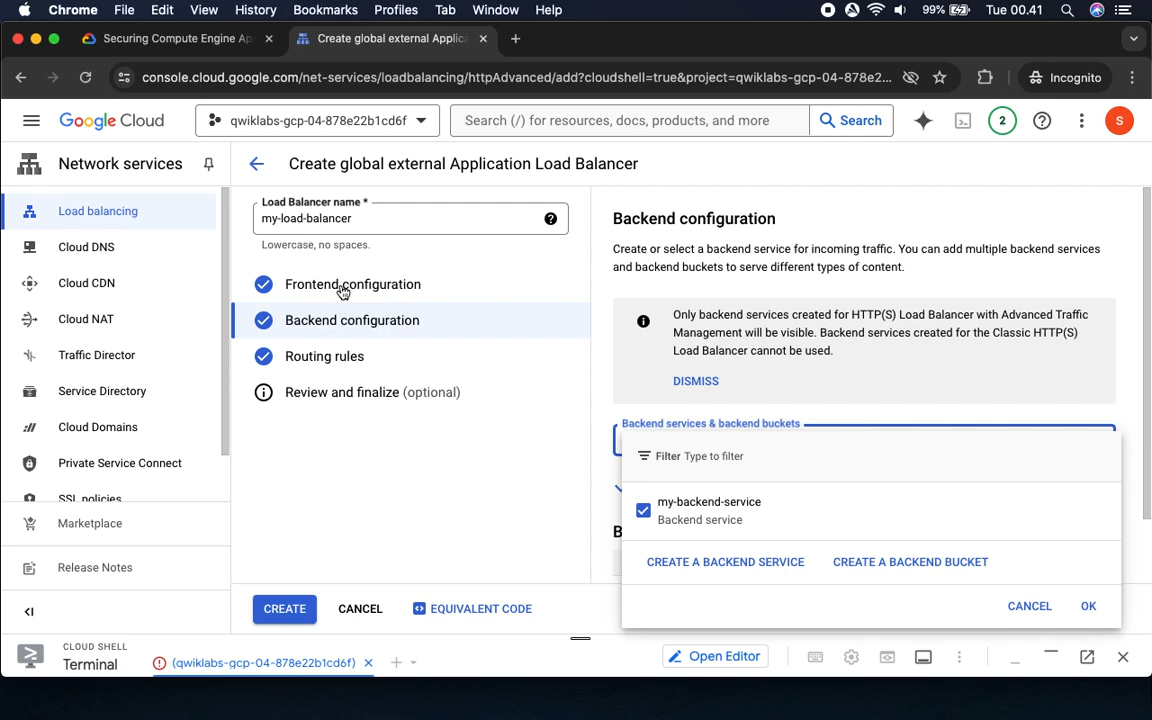 Chrome File Edit View History Bookmarks Profiles Tab Window Help 99% Tue 00.41
Securing Compute Engine Ap
Create global external Applica
console.cloud.google.com/net-services/loadbalancing/httpAdvanced/add?cloudshell=true&project=qwiklabs-gcp-04-878e2... Incognito
Google Cloud qwiklabs-gcp-04-878e22b1cd6f Search (/) for resources, docs, products, and more Search 2 S
Network services
Create global external Application Load Balancer
Load balancing
Cloud DNS
Cloud CDN
Cloud NAT
Traffic Director
Service Directory
Cloud Domains
Private Service Connect
SSL policies
Marketplace
Release Notes
Load Balancer name *
my-load-balancer
Lowercase, no spaces.
Frontend configuration
Backend configuration
Routing rules
Review and finalize (optional)
CREATE CANCEL EQUIVALENT CODE
Backend configuration
Create or select a backend service for incoming traffic. You can add multiple backend services
and backend buckets to serve different types of content.
Only backend services created for HTTP(S) Load Balancer with Advanced Traffic
Management will be visible. Backend services created for the Classic HTTP(S)
Load Balancer cannot be used.
DISMISS
Backend services & backend buckets
Filter Type to filter
my-backend-service
Backend service
B
CREATE A BACKEND SERVICE CREATE A BACKEND BUCKET
CANCEL OK
CLOUD SHELL
Terminal
(qwiklabs-gcp-04-878e22b1cd6f)
Open Editor